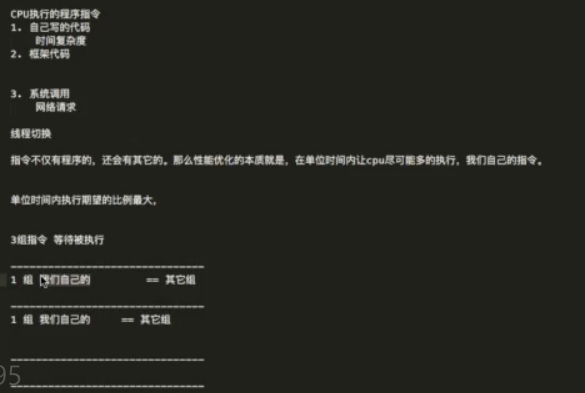 CPU执行的程序指令
1. 自己写的代码
时间复杂度
2. 框架代码
3. 系统调用
网络请求
线程切换
指令不仅有程序的，还会有其它的。那么性能优化的本质就是，在单位时间内让cpu尽可能多的执行，我们自己的指令。
单位时间内执行期望的比例最大，
3组指令 等待被执行
1 组 我们自己的 == 其它组
1 组 我们自己的 == 其它组
95